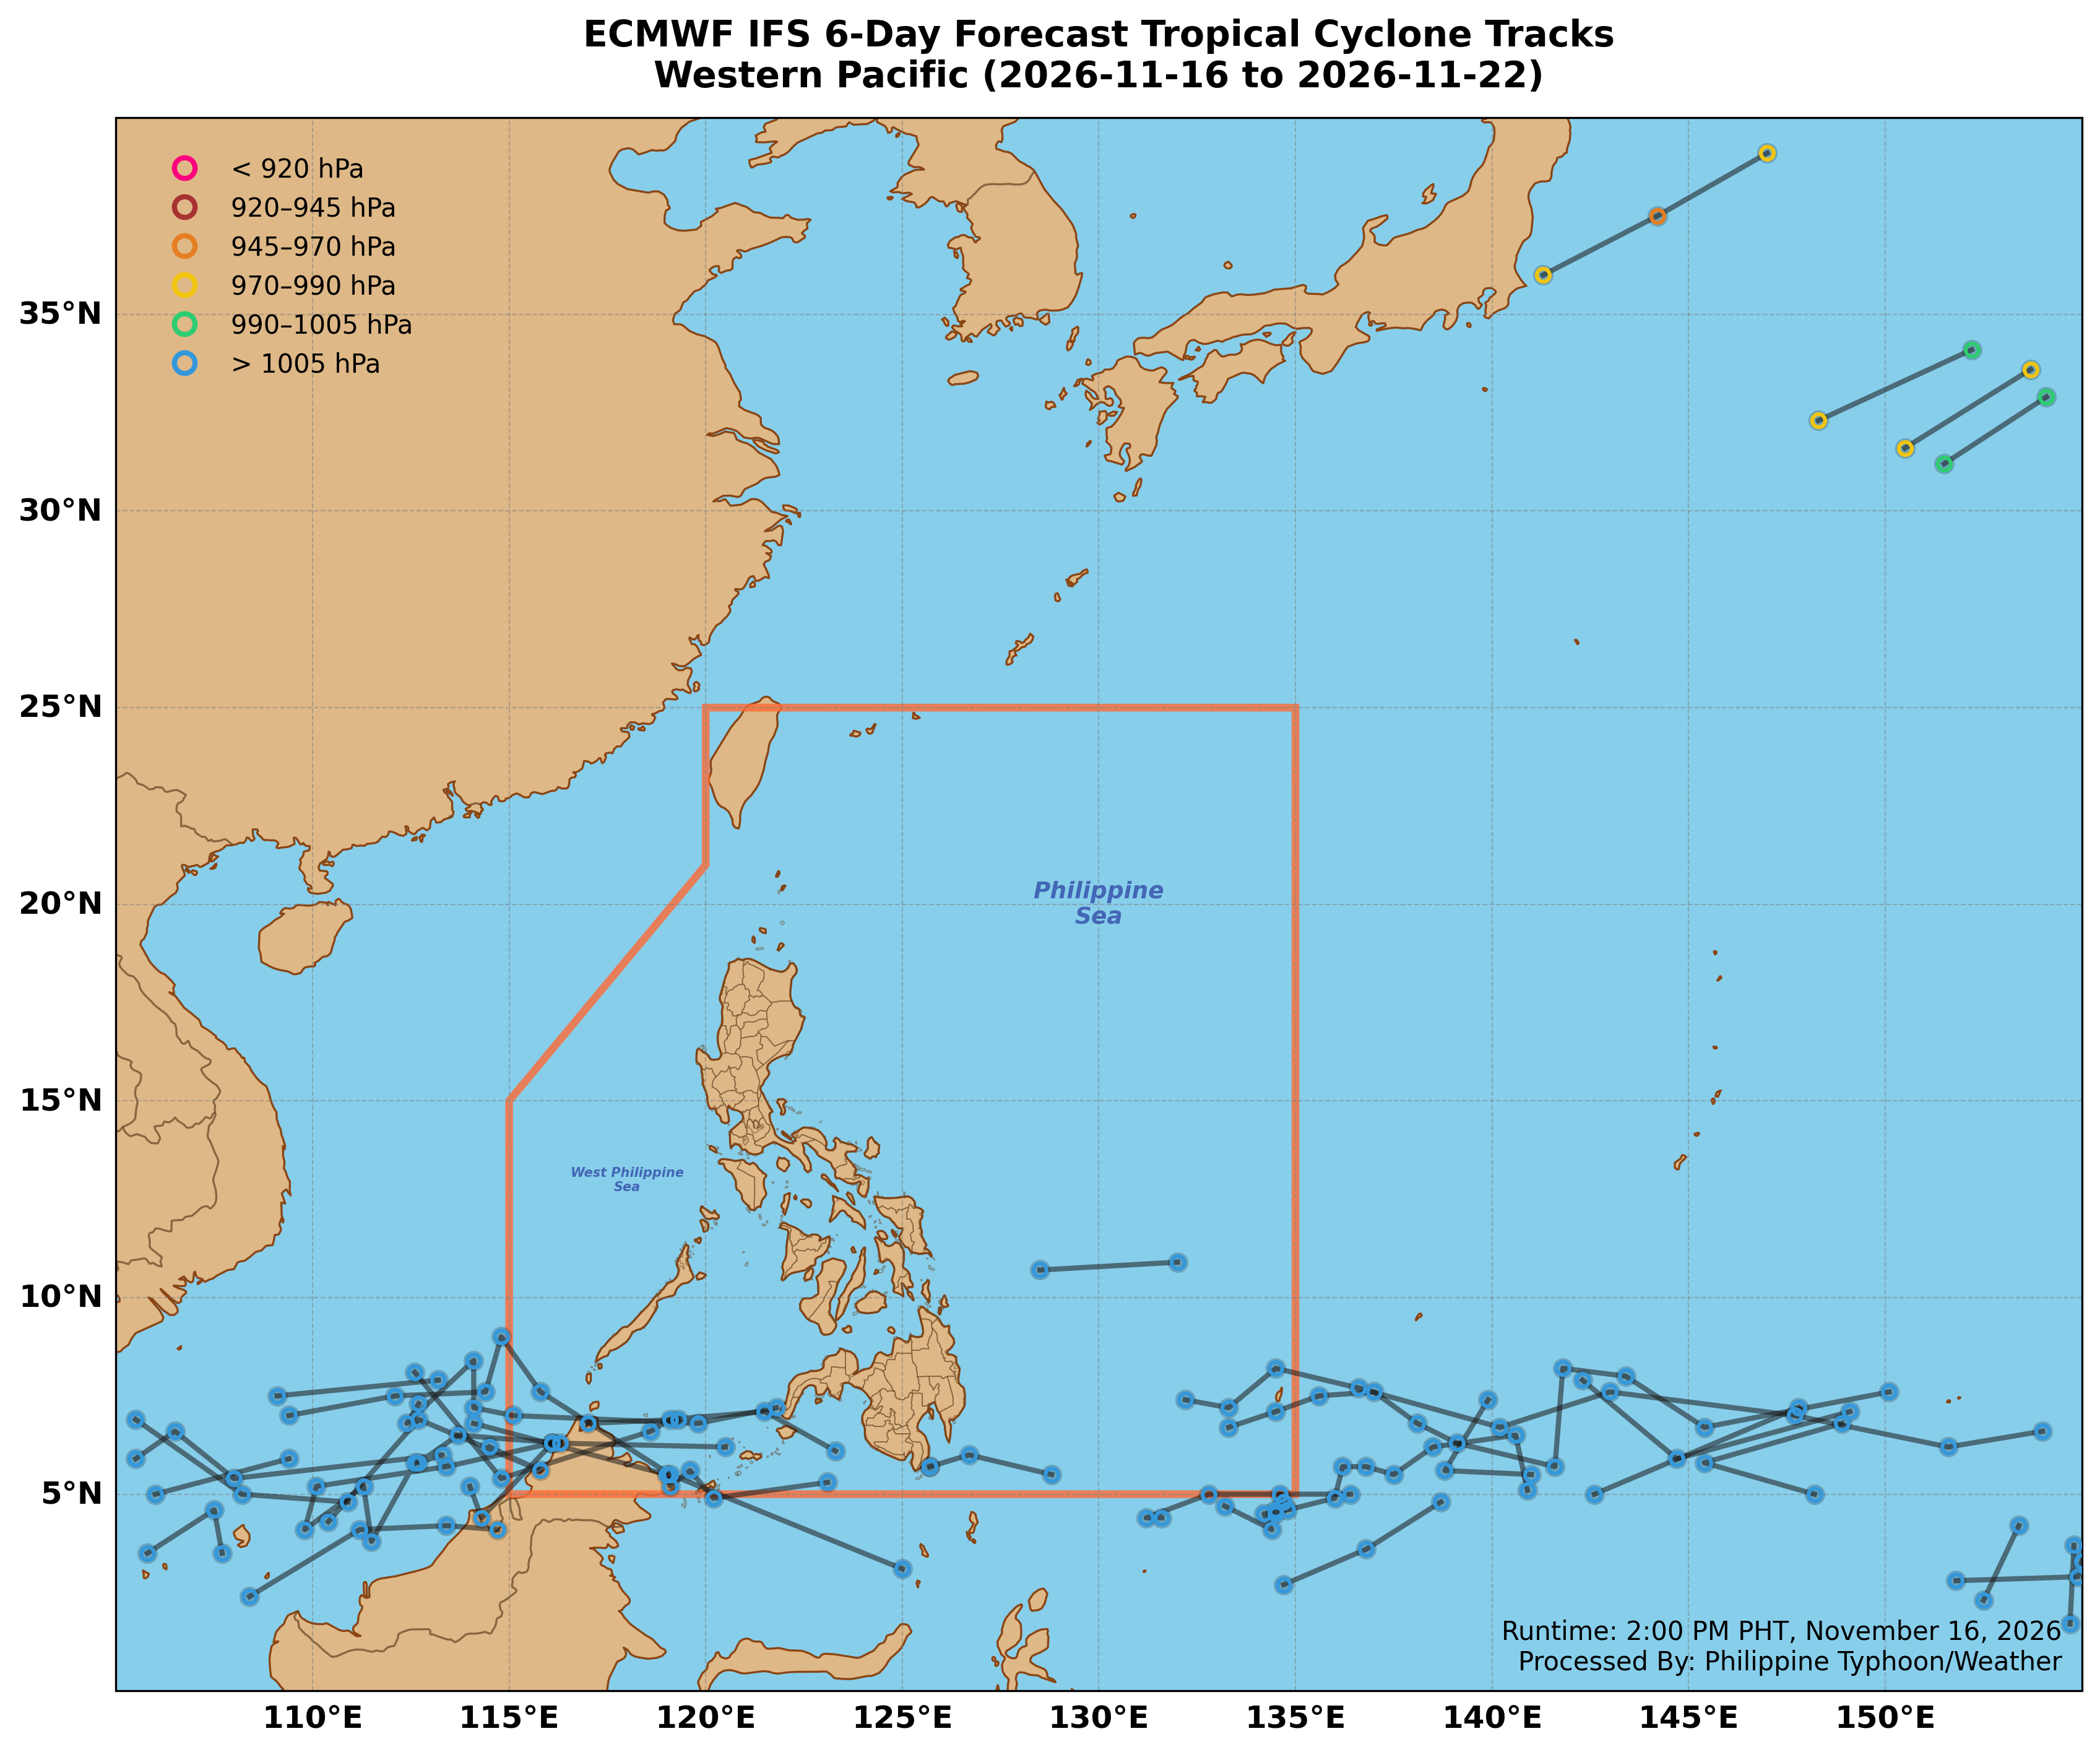 ECMWF IFS 6-Day Forecast Tropical Cyclone Tracks
Western Pacific (2026-11-16 to 2026-11-22)
< 920 hPa
920–945 hPa
945–970 hPa
970–990 hPa
990–1005 hPa
> 1005 hPa
35°N
30°N
25°N
20°N
15°N
10°N
5°N
Philippine
Sea
West Philippine
Sea
Runtime: 2:00 PM PHT, November 16, 2026
Processed By: Philippine Typhoon/Weather
110°E
115°E
120°E
125°E
130°E
135°E
140°E
145°E
150°E